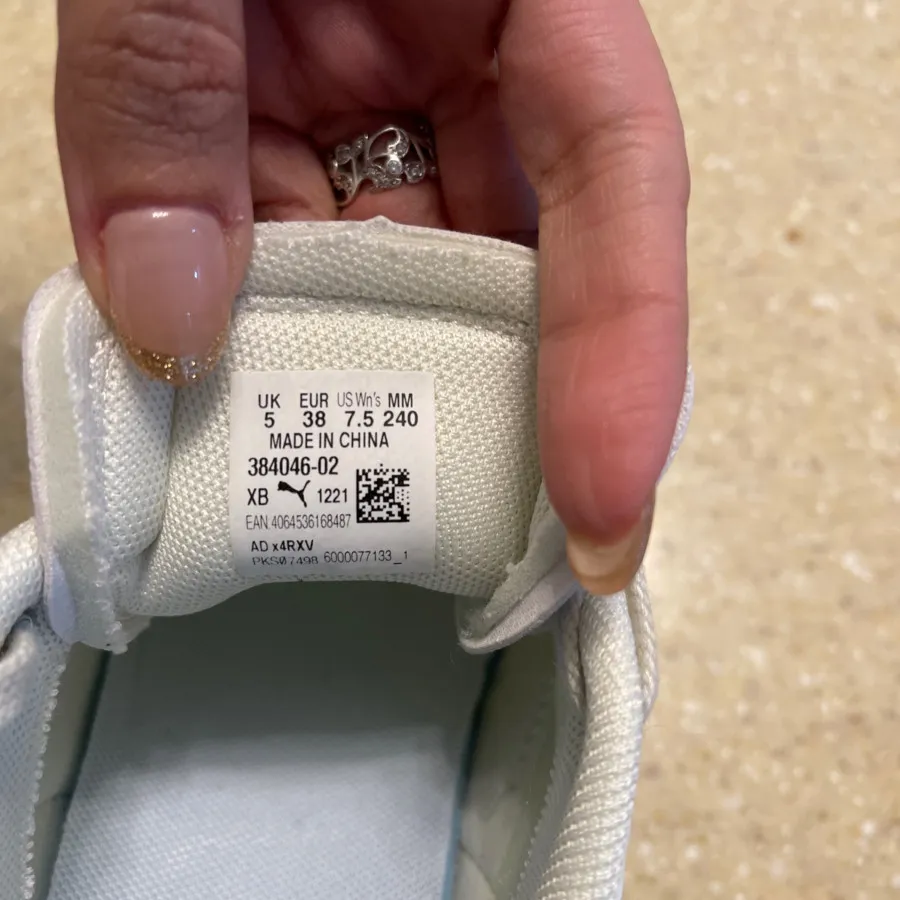 UK EUR US Wn's MM
5 38 7.5 240
MADE IN CHINA
384046-02
XB 1221
EAN 4064536168487
AD x4RXV
PKS07498 6000077133_1